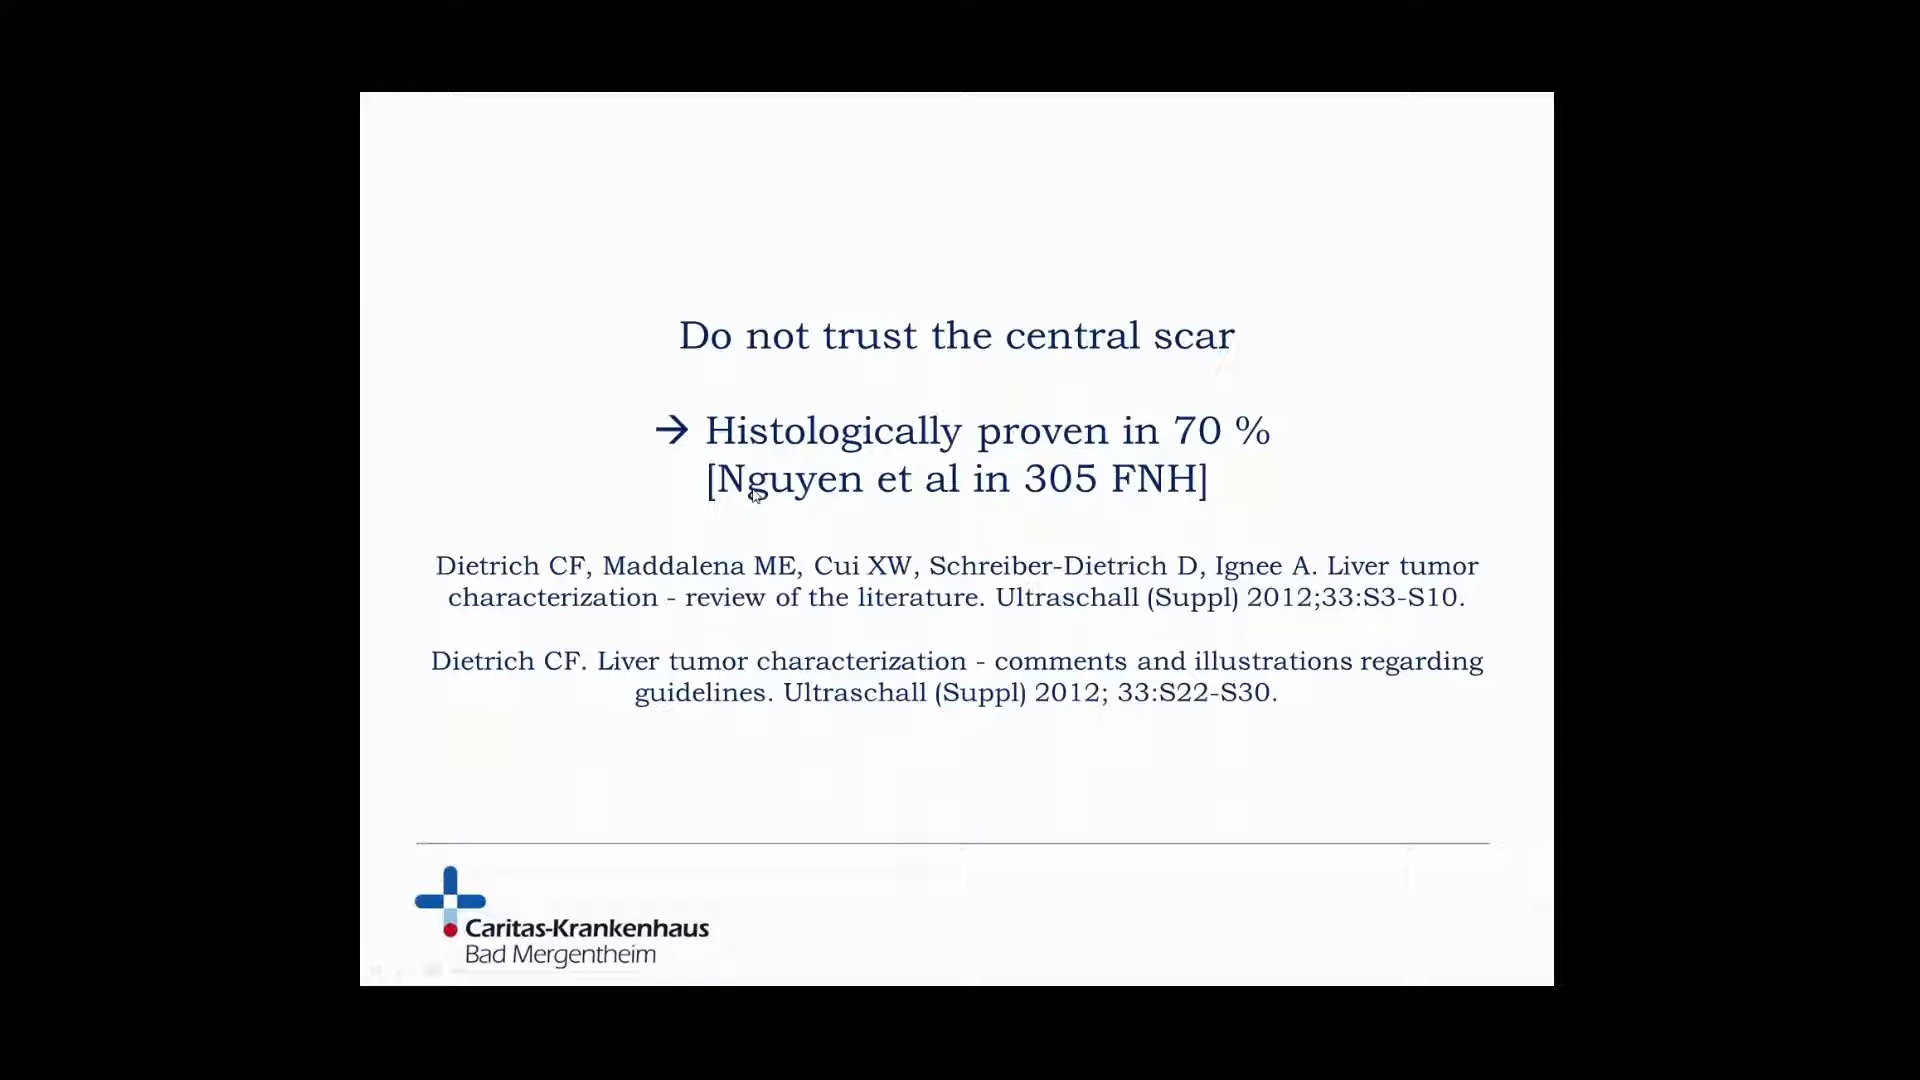 Do not trust the central scar
→ Histologically proven in 70 %
[Nguyen et al in 305 FNH]
Dietrich CF, Maddalena ME, Cui XW, Schreiber-Dietrich D, Ignee A. Liver tumor
characterization - review of the literature. Ultraschall (Suppl) 2012;33:S3-S10.
Dietrich CF. Liver tumor characterization - comments and illustrations regarding
guidelines. Ultraschall (Suppl) 2012; 33:S22-S30.
Caritas-Krankenhaus
Bad Mergentheim